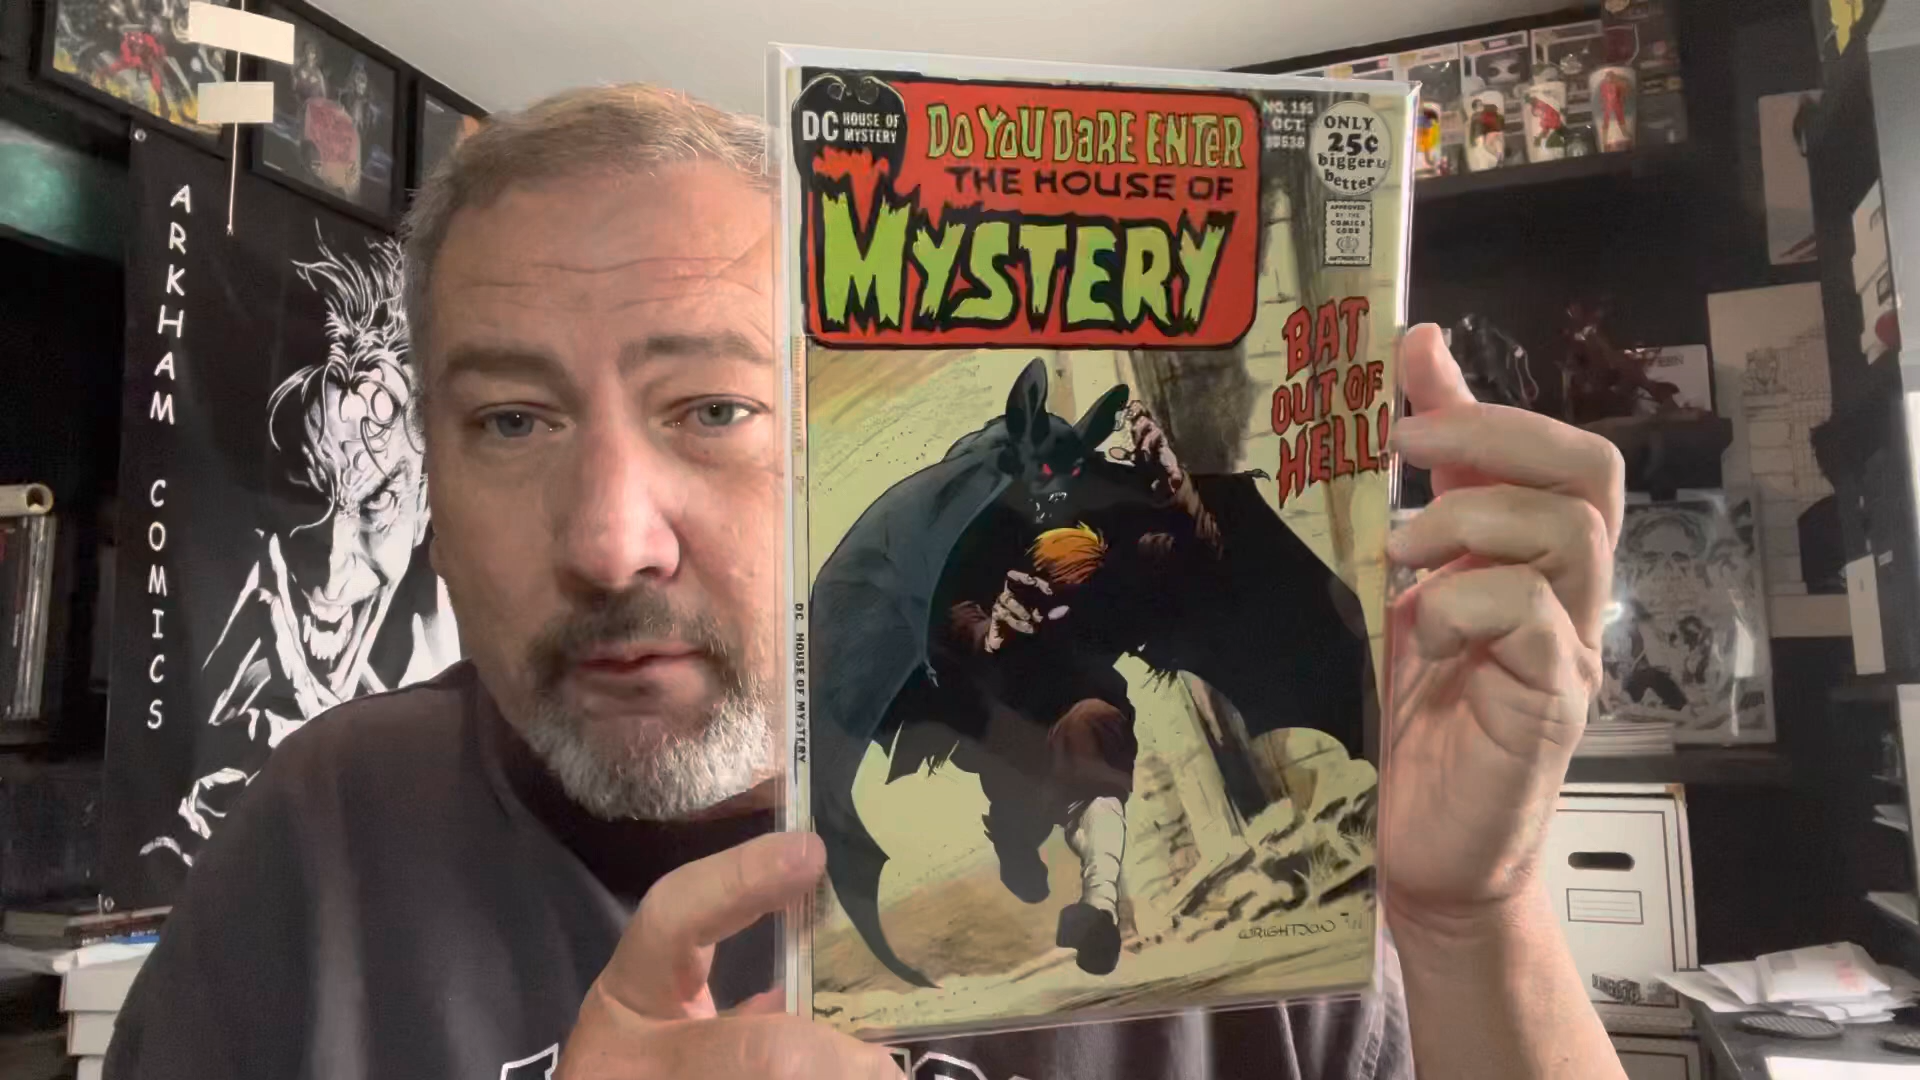 ARKHAM COMICS
DC HOUSE OF
MYSTERY
DO YOU DARE ENTER
THE HOUSE OF
MYSTERY
NO. 195
OCT.
ONLY
25¢
bigger &
better
APPROVED
BY THE
COMICS
CODE
AUTHORITY
BAT
OUT OF
HELL!
DC HOUSE OF MYSTERY
WRIGHTSON